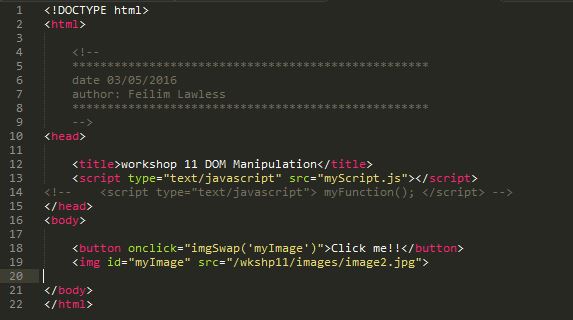 1 <!DOCTYPE html>
2 <html>
3
4 <!--
5 ***************************************************
6 date 03/05/2016
7 author: Feilim Lawless
8 ***************************************************
9 -->
10 <head>
11
12 <title>workshop 11 DOM Manipulation</title>
13 <script type="text/javascript" src="myScript.js"></script>
14 <!-- <script type="text/javascript"> myFunction(); </script> -->
15 </head>
16 <body>
17
18 <button onclick="imgSwap('myImage')">Click me!!</button>
19 <img id="myImage" src="/wkshp11/images/image2.jpg">
20
21 </body>
22 </html>